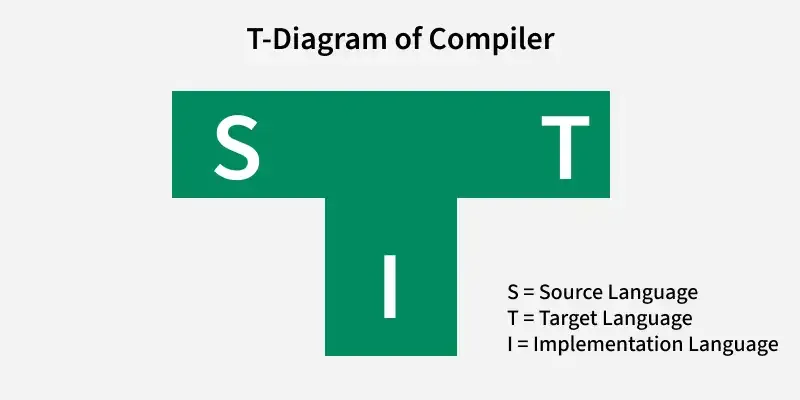 T-Diagram of Compiler
S T
I
S = Source Language
T = Target Language
I = Implementation Language